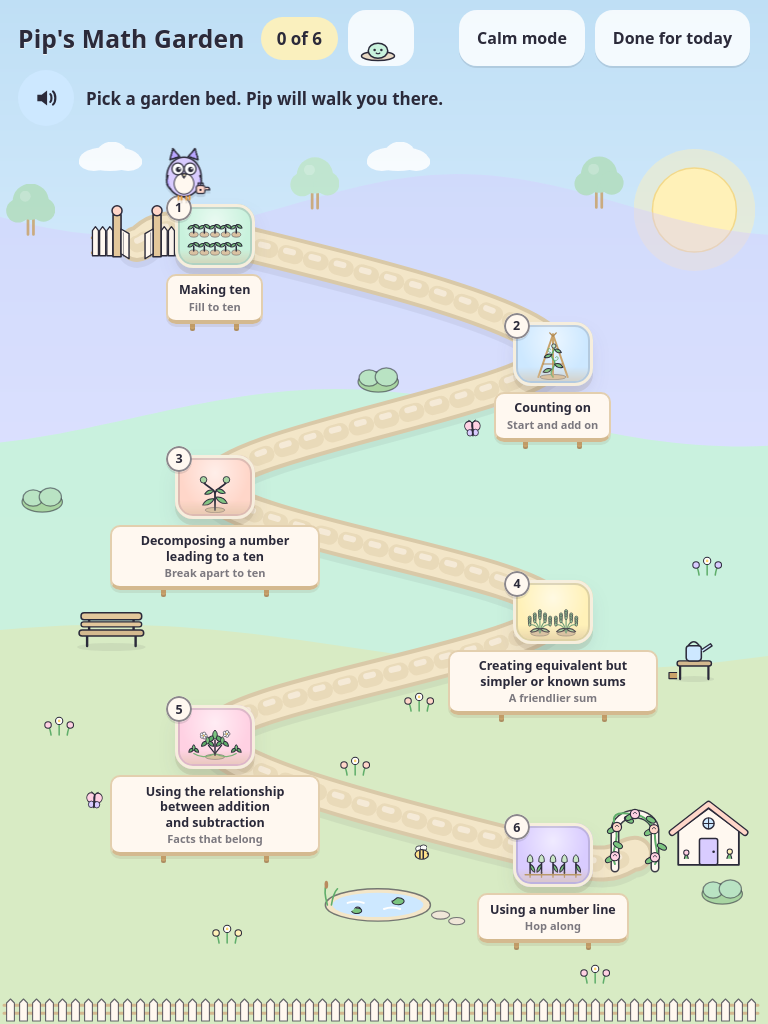 Pip's Math Garden
0 of 6
Calm mode
Done for today
Pick a garden bed. Pip will walk you there.
1
Making ten
Fill to ten
2
Counting on
Start and add on
3
Decomposing a number
leading to a ten
Break apart to ten
4
Creating equivalent but
simpler or known sums
A friendlier sum
5
Using the relationship
between addition
and subtraction
Facts that belong
6
Using a number line
Hop along